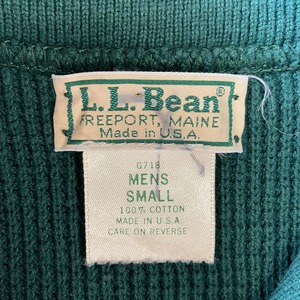 L.L.Bean®
FREEPORT, MAINE
Made in U.S.A.
G718
MENS
SMALL
100% COTTON
MADE IN U.S.A.
CARE ON REVERSE